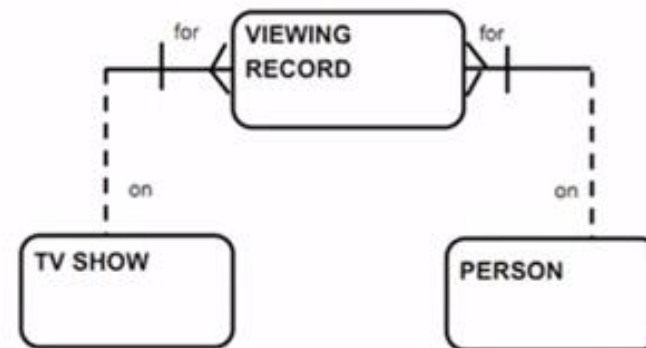 for
VIEWING
RECORD
for
on
on
TV SHOW
PERSON